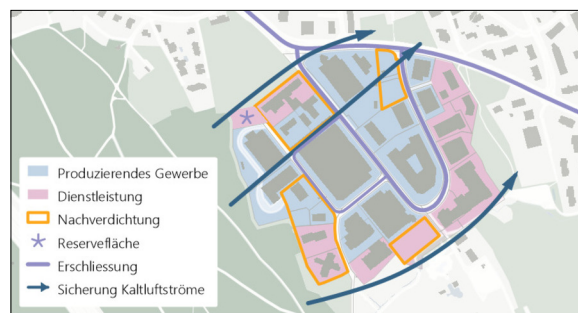 Produzierendes Gewerbe
Dienstleistung
Nachverdichtung
Reservefläche
Erschliessung
Sicherung Kaltluftströme